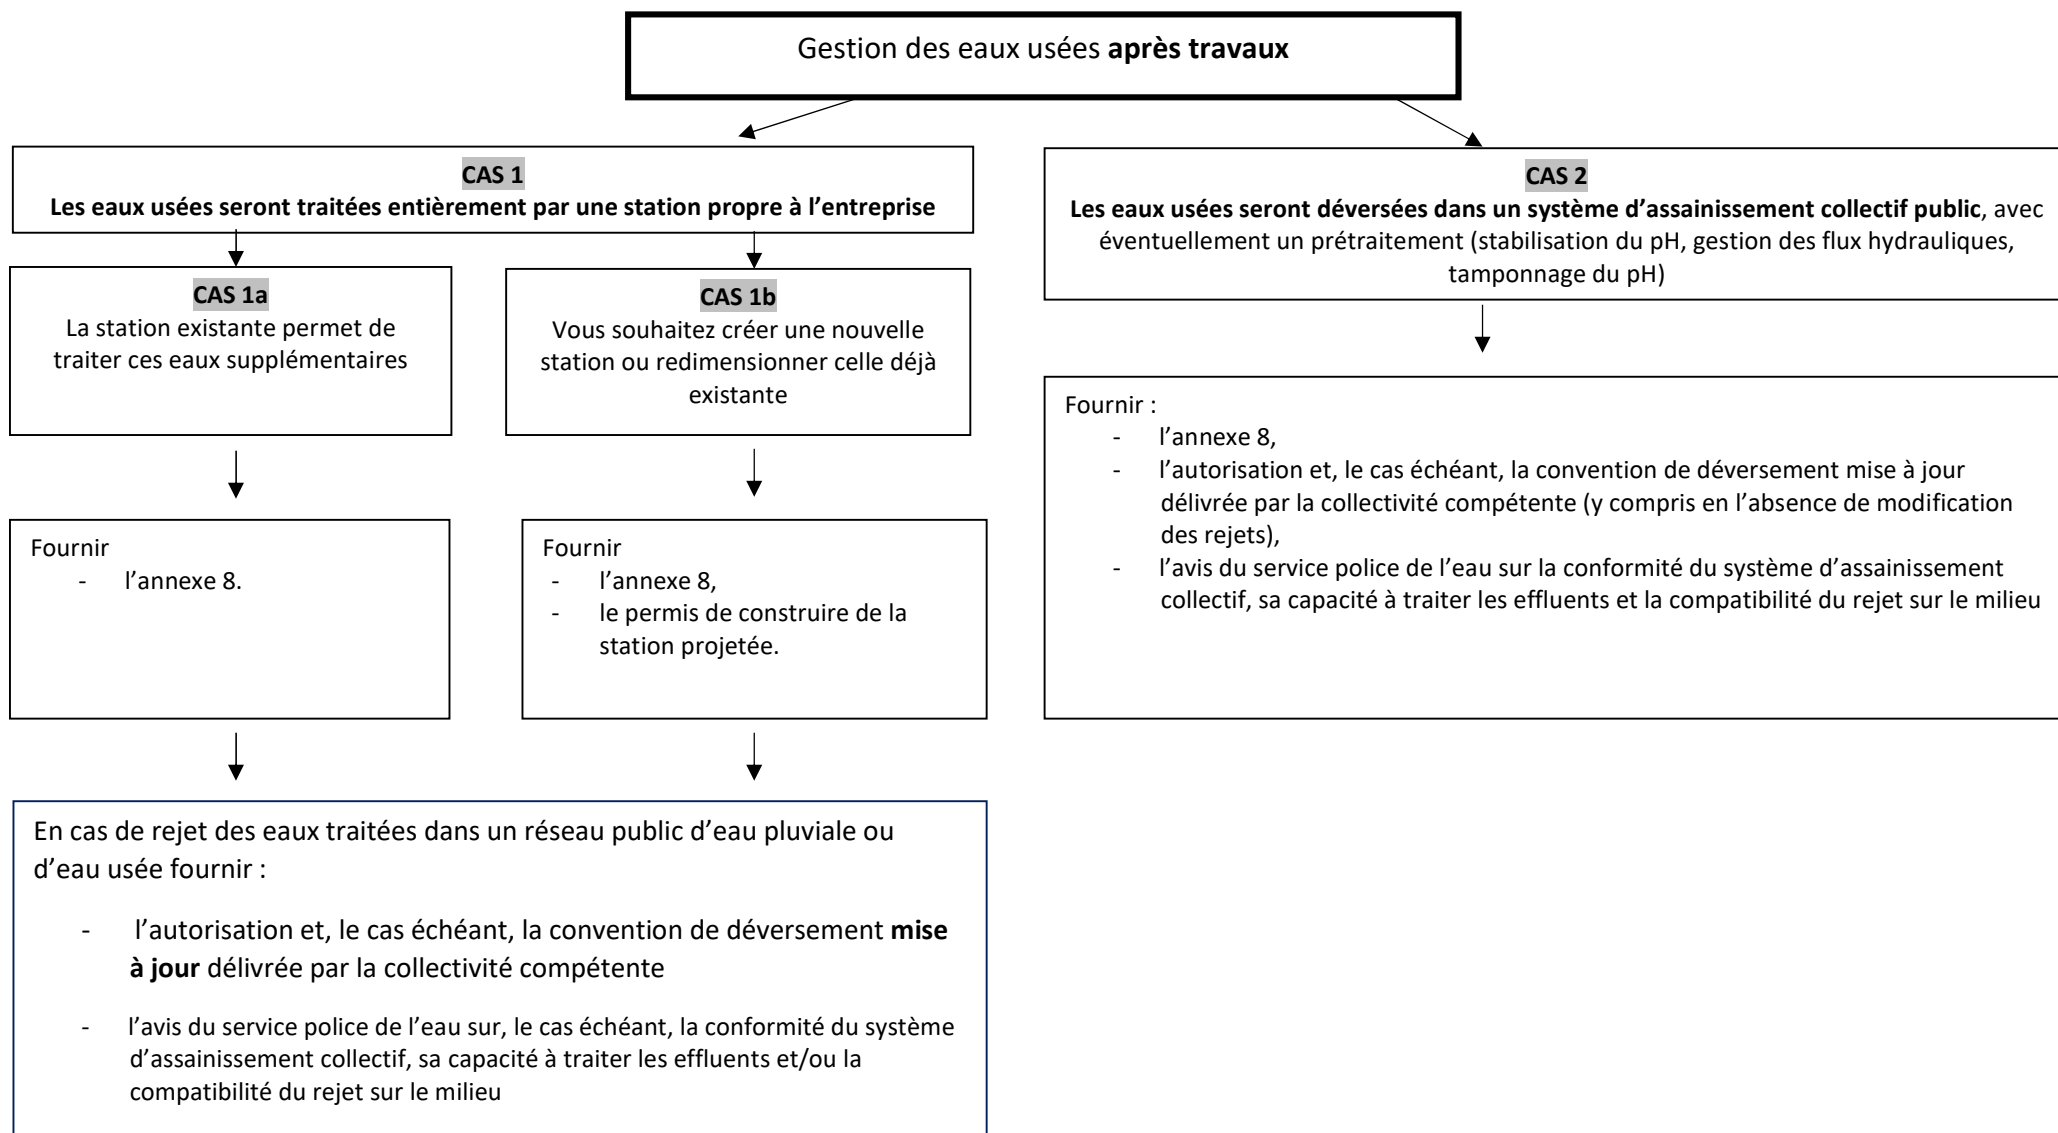 Gestion des eaux usées après travaux
CAS 1
Les eaux usées seront traitées entièrement par une station propre à l’entreprise
CAS 2
Les eaux usées seront déversées dans un système d’assainissement collectif public, avec
éventuellement un prétraitement (stabilisation du pH, gestion des flux hydrauliques,
tamponnage du pH)
CAS 1a
La station existante permet de
traiter ces eaux supplémentaires
CAS 1b
Vous souhaitez créer une nouvelle
station ou redimensionner celle déjà
existante
Fournir :
- l’annexe 8,
- l’autorisation et, le cas échéant, la convention de déversement mise à jour
délivrée par la collectivité compétente (y compris en l’absence de modification
des rejets),
- l’avis du service police de l’eau sur la conformité du système d’assainissement
collectif, sa capacité à traiter les effluents et la compatibilité du rejet sur le milieu
Fournir
- l’annexe 8.
Fournir
- l’annexe 8,
- le permis de construire de la
station projetée.
En cas de rejet des eaux traitées dans un réseau public d’eau pluviale ou
d’eau usée fournir :
- l’autorisation et, le cas échéant, la convention de déversement mise
à jour délivrée par la collectivité compétente
- l’avis du service police de l’eau sur, le cas échéant, la conformité du système
d’assainissement collectif, sa capacité à traiter les effluents et/ou la
compatibilité du rejet sur le milieu